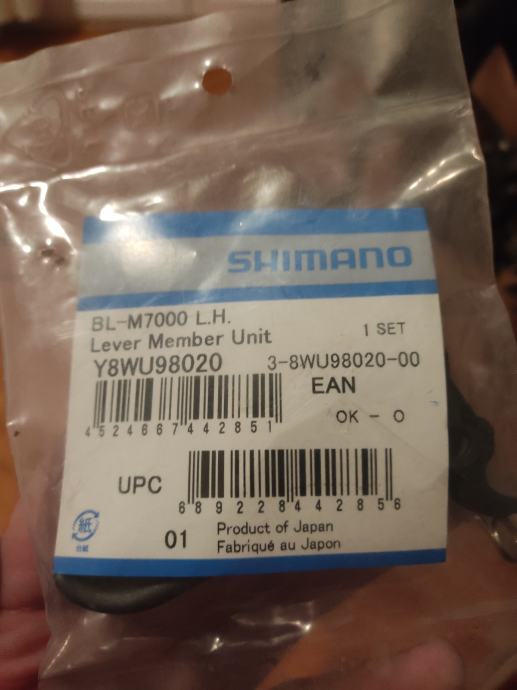 SHIMANO
BL-M7000 L.H.
Lever Member Unit
1 SET
Y8WU98020
3-8WU98020-00
EAN
4524667442851
OK - O
UPC
689228442856
紙
01
Product of Japan
Fabriqué au Japon